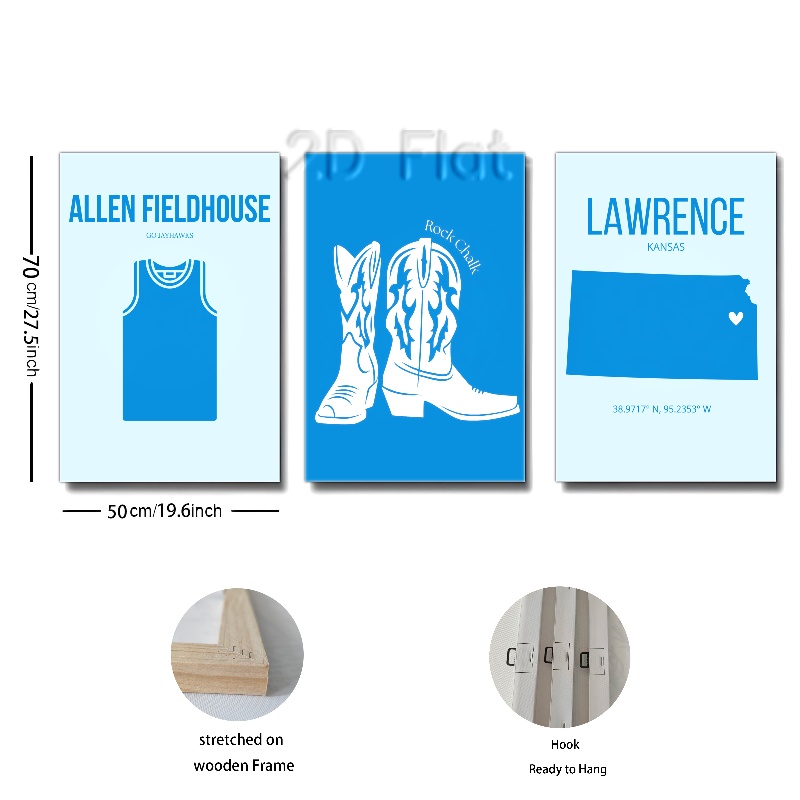 2D Flat
ALLEN FIELDHOUSE
GO JAYHAWKS
Rock Chalk
LAWRENCE
KANSAS
38.9717° N, 95.2353° W
70 cm/27.5inch
50 cm/19.6inch
stretched on
wooden Frame
Hook
Ready to Hang